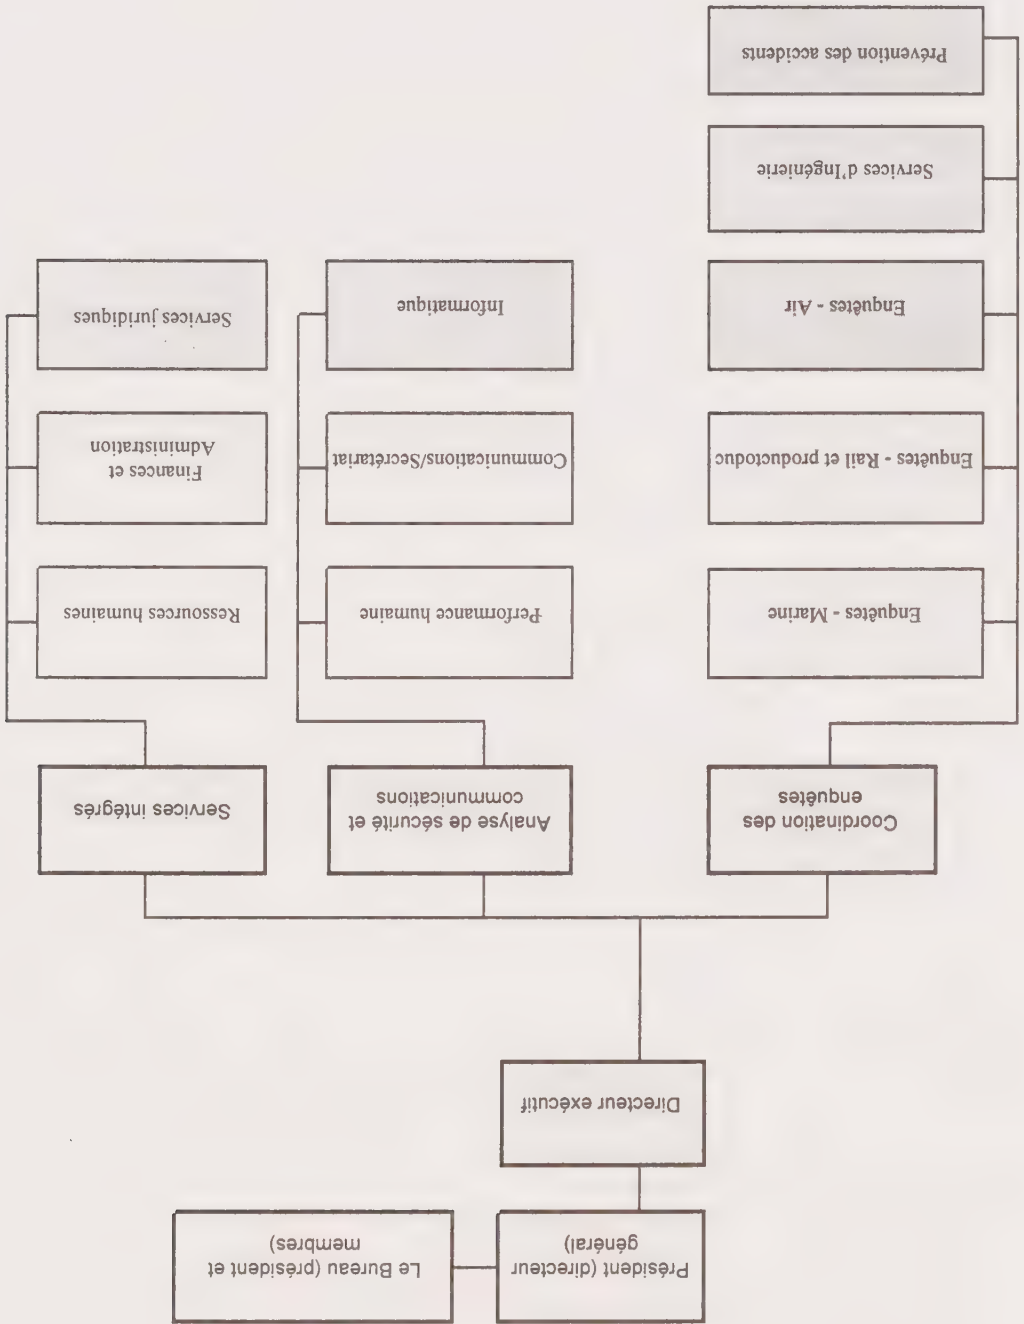 Président (directeur
général)
Le Bureau (président et
membres)
Directeur exécutif
Coordination des
enquêtes
Analyse de sécurité et
communications
Services intégrés
Enquêtes - Marine
Performance humaine
Ressources humaines
Enquêtes - Rail et productoduc
Communications/Secrétariat
Finances et
Administration
Enquêtes - Air
Informatique
Services juridiques
Services d'Ingénierie
Prévention des accidents